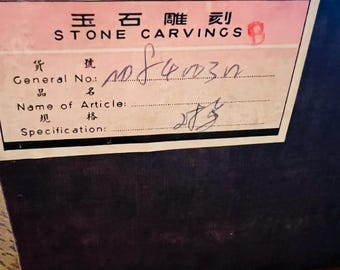 玉石雕刻
STONE CARVINGS
貨號
General No.:
品名
Name of Article:
規格
Specification: